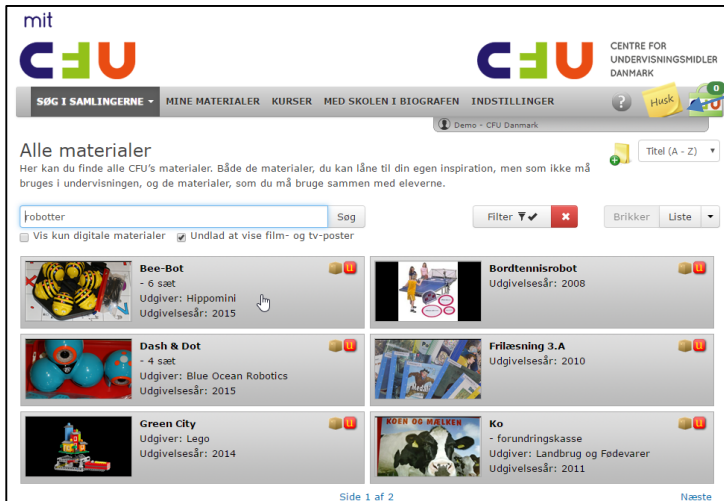 mit
CFU
CFU
CENTRE FOR
UNDERVISNINGSMIDLER
DANMARK
SØG I SAMLINGERNE MINE MATERIALER KURSER MED SKOLEN I BIOGRAFEN INDSTILLINGER
? Husk 0
Demo - CFU Danmark
Alle materialer
Her kan du finde alle CFU's materialer. Både de materialer, du kan låne til din egen inspiration, men som ikke må
bruges i undervisningen, og de materialer, som du må bruge sammen med eleverne.
Titel (A - Z)
robotter Søg Filter Brikker Liste
Vis kun digitale materialer Undlad at vise film- og tv-poster
Bee-Bot
- 6 sæt
Udgiver: Hippomini
Udgivelsesår: 2015
Bordtennisrobot
Udgivelsesår: 2008
Dash & Dot
- 4 sæt
Udgiver: Blue Ocean Robotics
Udgivelsesår: 2015
Frilæsning 3.A
Udgivelsesår: 2010
Green City
Udgiver: Lego
Udgivelsesår: 2014
KOEN OG MÆLKEN
Ko
- forundringskasse
Udgiver: Landbrug og Fødevarer
Udgivelsesår: 2011
Side 1 af 2 Næste